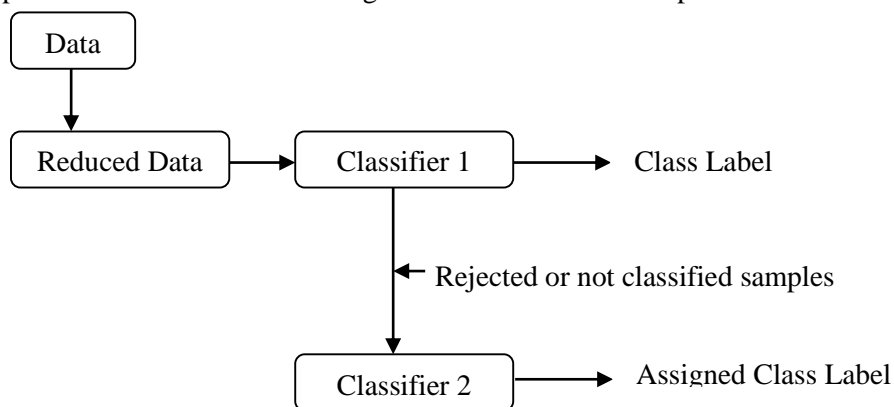 Data
Reduced Data
Classifier 1
Class Label
Rejected or not classified samples
Classifier 2
Assigned Class Label